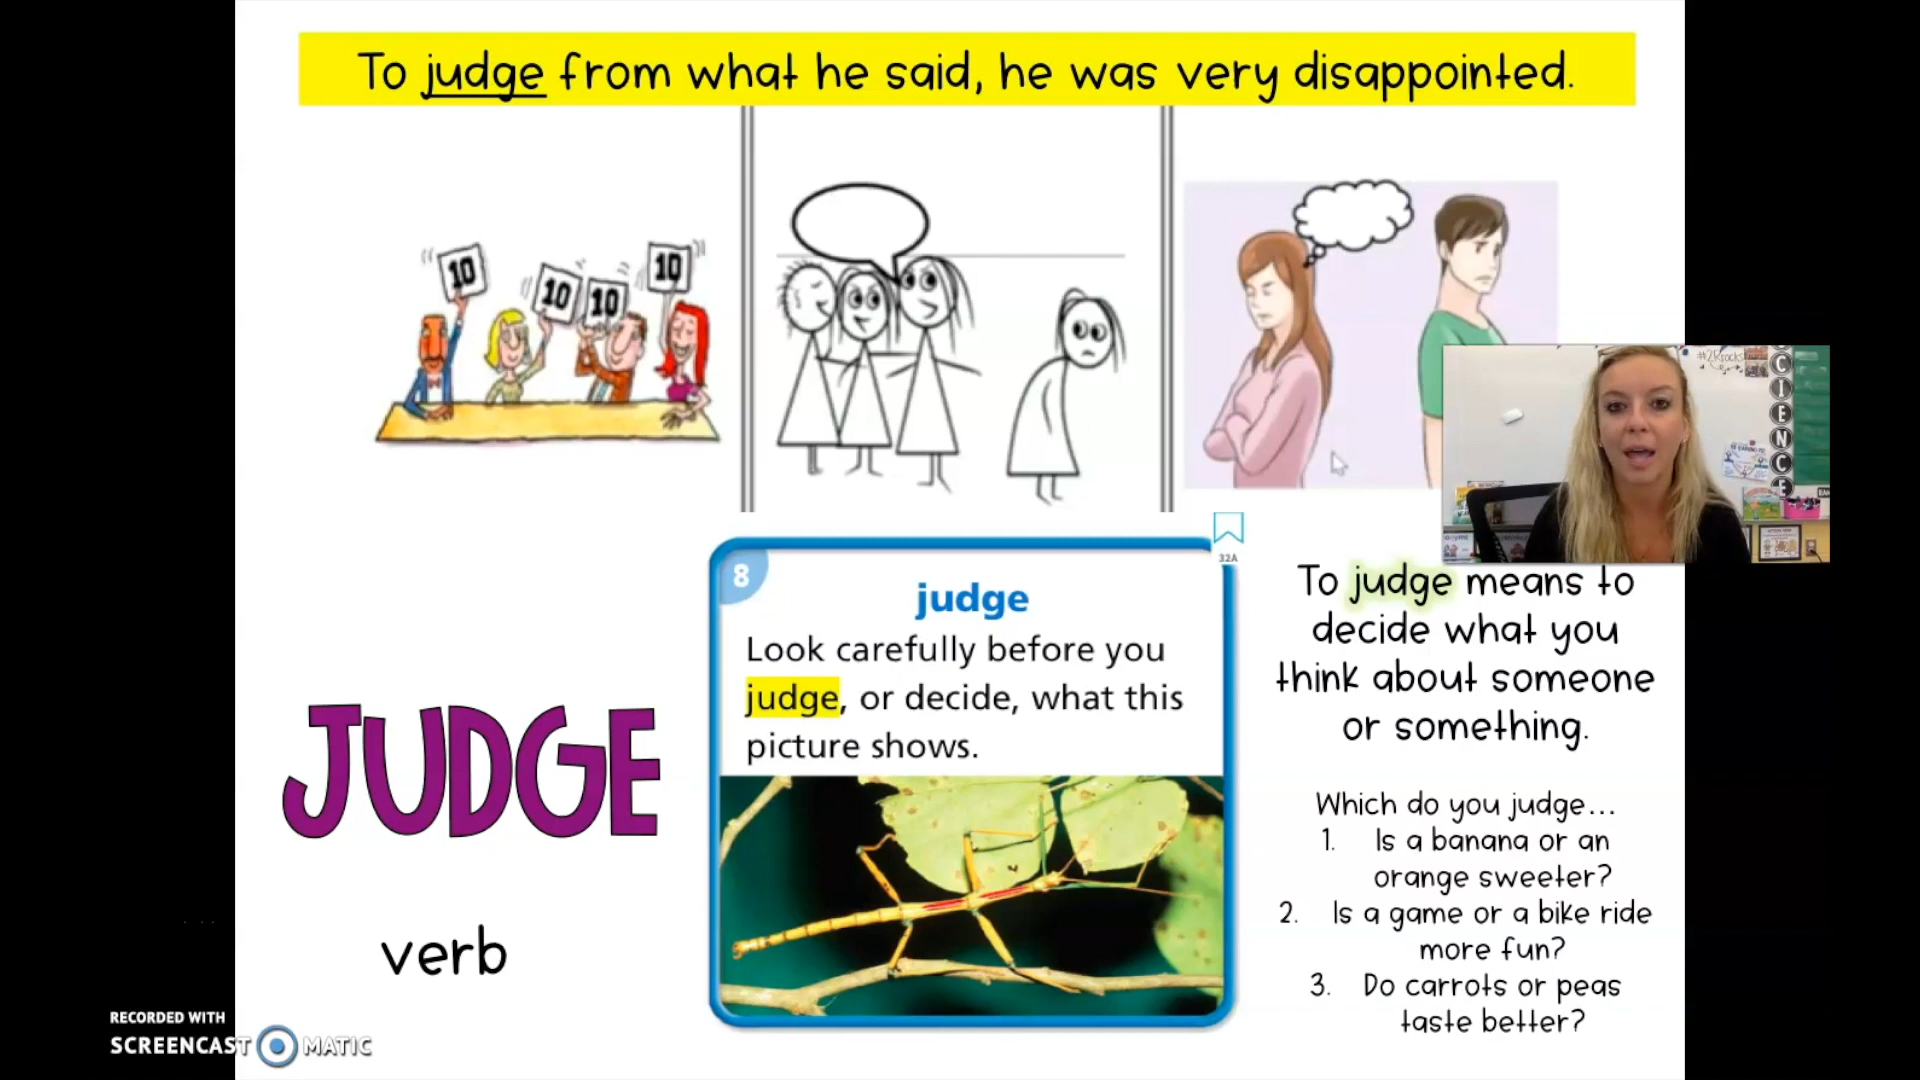 To judge from what he said, he was very disappointed.
10
10
10
10
#2Krocks
C
I
E
N
C
E
32A
8
judge
Look carefully before you
judge, or decide, what this
picture shows.
To judge means to
decide what you
think about someone
or something.
JUDGE
verb
Which do you judge...
1. Is a banana or an
orange sweeter?
2. Is a game or a bike ride
more fun?
3. Do carrots or peas
taste better?
RECORDED WITH
SCREENCAST MATIC